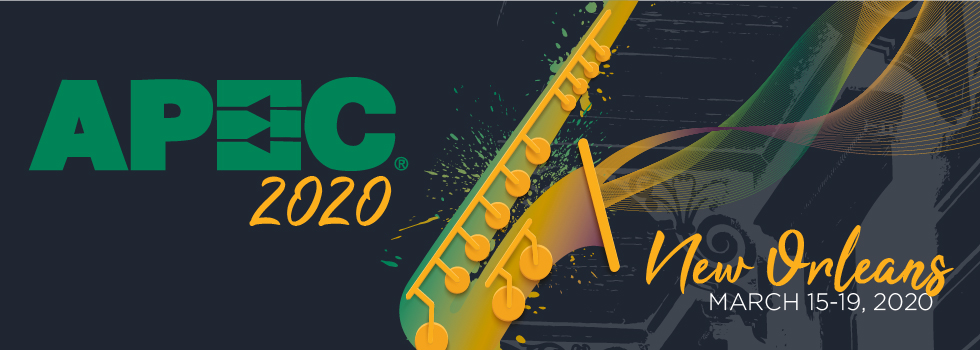 APEC®
2020
New Orleans
MARCH 15-19, 2020